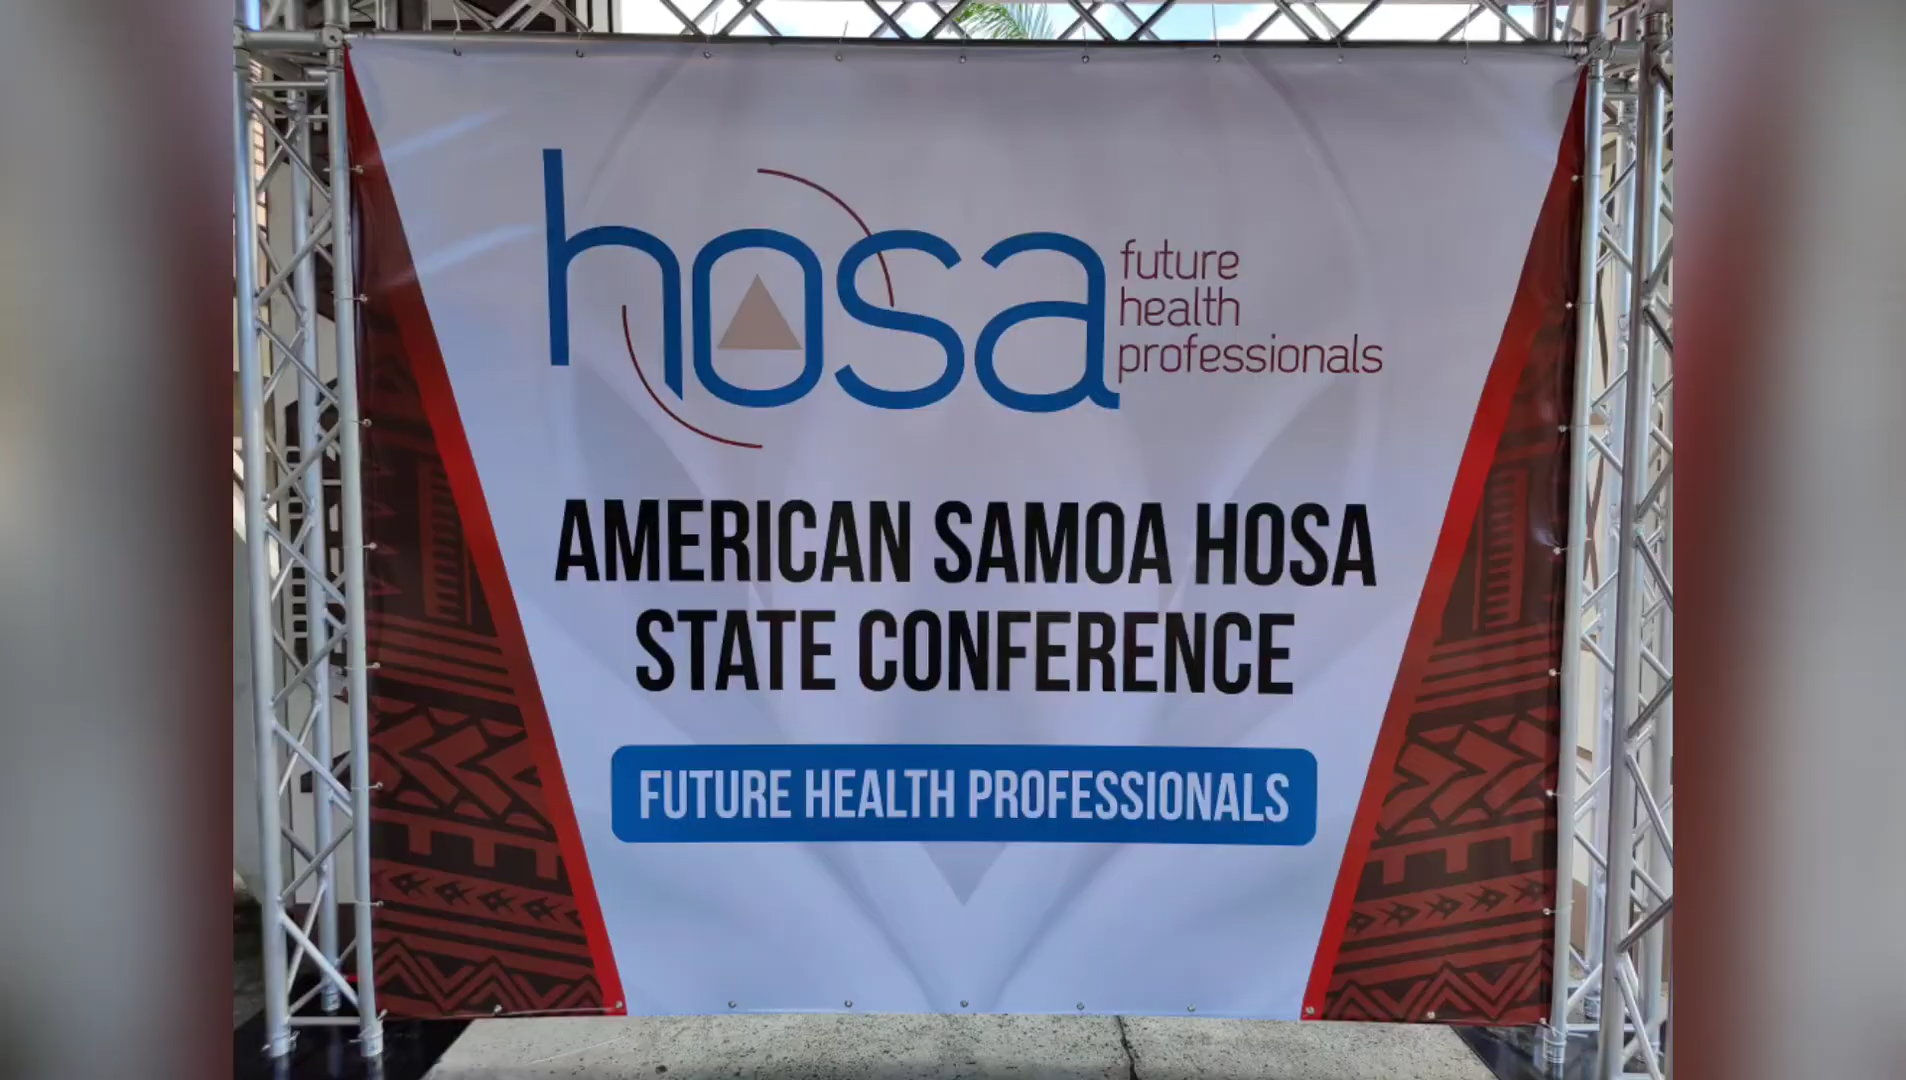 hosa
future
health
professionals
AMERICAN SAMOA HOSA
STATE CONFERENCE
FUTURE HEALTH PROFESSIONALS